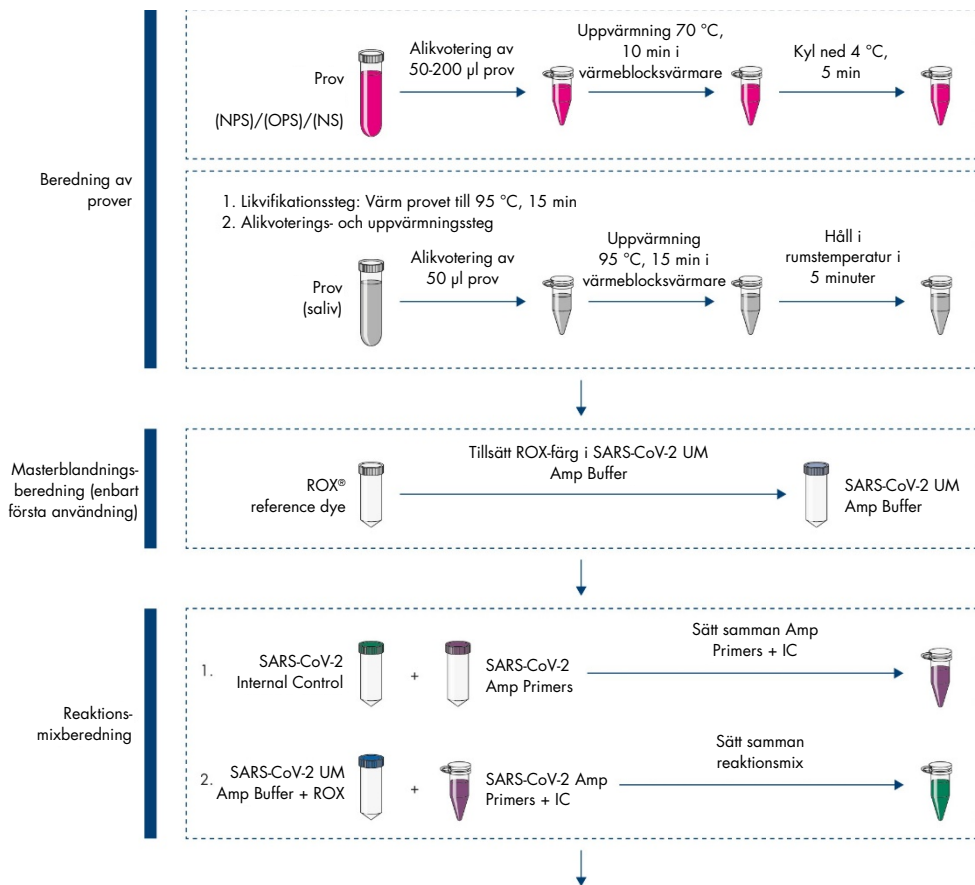 Beredning av
prover
Prov
(NPS)/(OPS)/(NS)
Alikvotering av
50-200 µl prov
Uppvärmning 70 °C,
10 min i
värmeblocksvärmare
Kyl ned 4 °C,
5 min
1. Likvifikationssteg: Värm provet till 95 °C, 15 min
2. Alikvoterings- och uppvärmningssteg
Prov
(saliv)
Alikvotering av
50 µl prov
Uppvärmning
95 °C, 15 min i
värmeblocksvärmare
Håll i
rumstemperatur i
5 minuter
Masterblandnings-
beredning (enbart
första användning)
ROX®
reference dye
Tillsätt ROX-färg i SARS-CoV-2 UM
Amp Buffer
SARS-CoV-2 UM
Amp Buffer
Reaktions-
mixberedning
1.
SARS-CoV-2
Internal Control
+
SARS-CoV-2
Amp Primers
Sätt samman Amp
Primers + IC
2.
SARS-CoV-2 UM
Amp Buffer + ROX
+
SARS-CoV-2 Amp
Primers + IC
Sätt samman
reaktionsmix